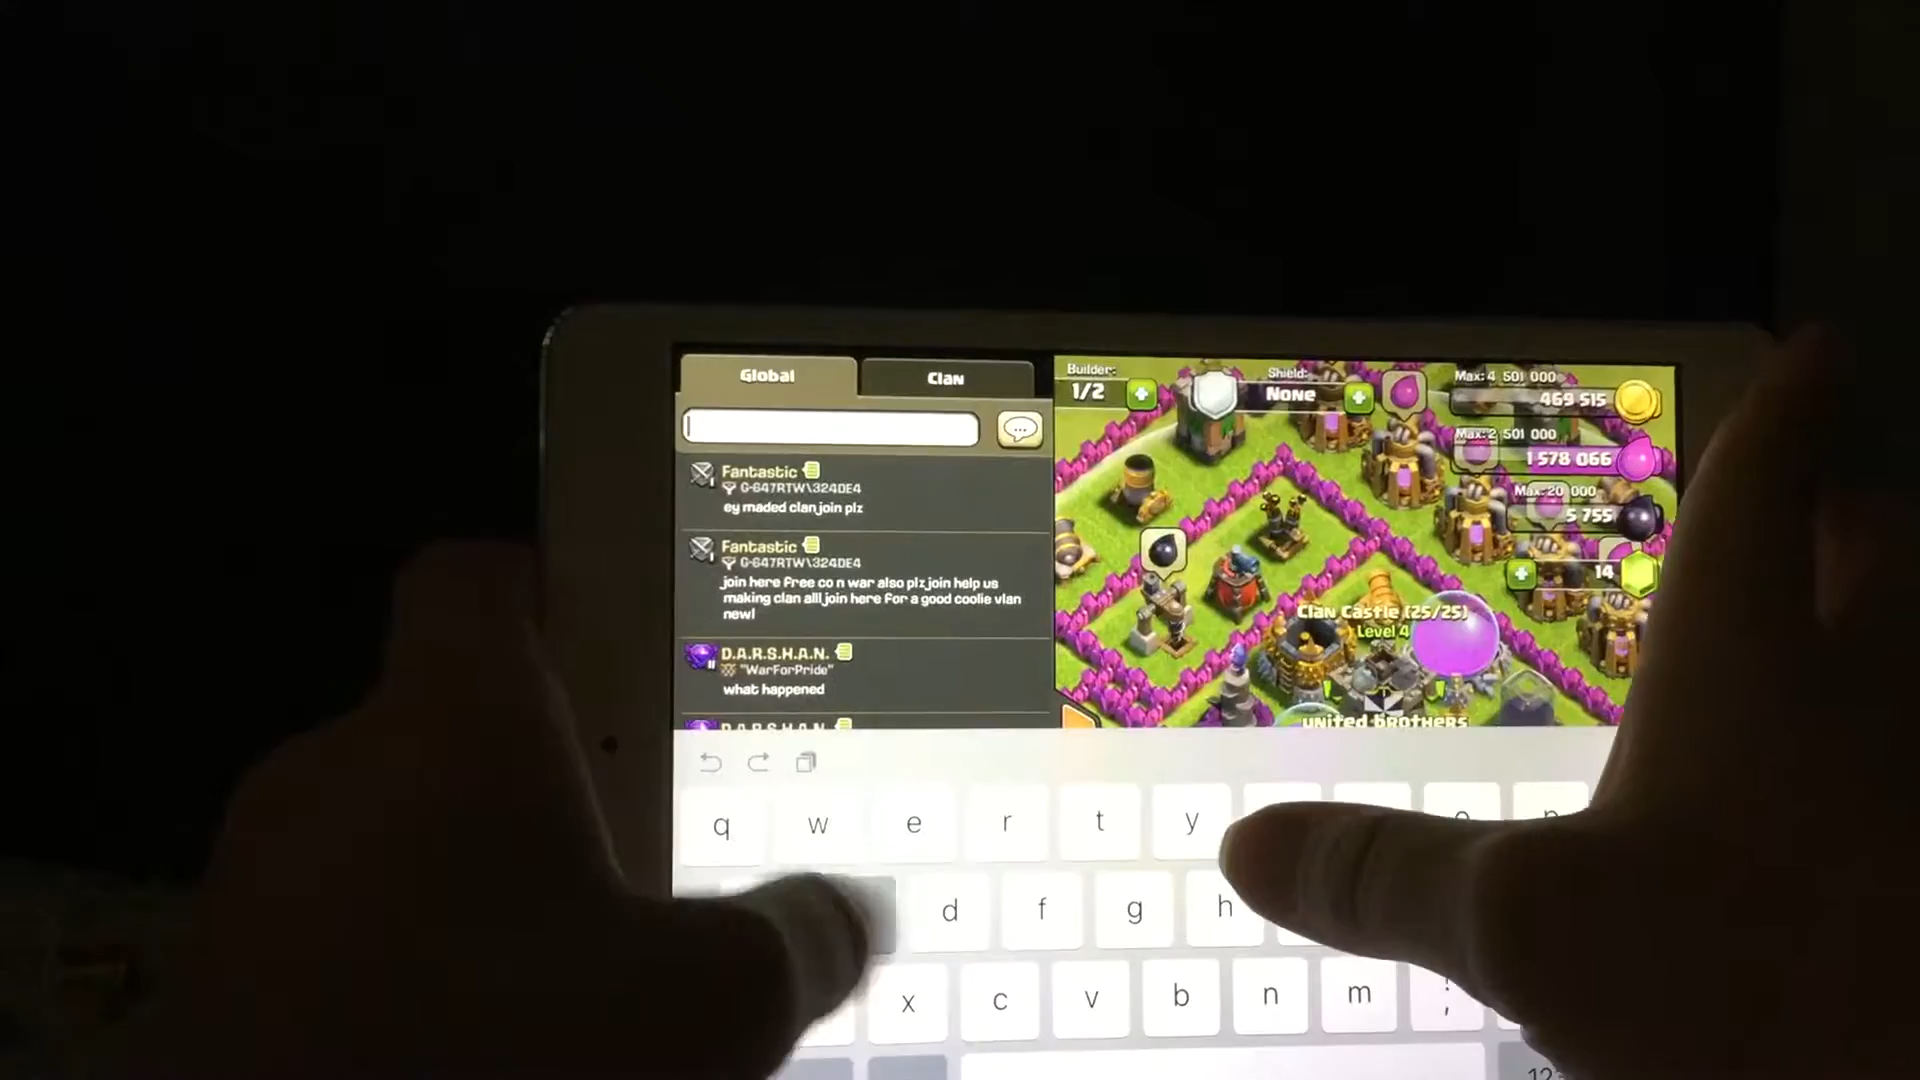 Global
Clan
Fantastic
G-647RTW\324DE4
ey maded clan,join plz
Fantastic
G-647RTW\324DE4
join here free co n war also plz,join help us
making clan alll,join here for a good coolie vlan
newl
D.A.R.S.H.A.N.
"WarForPride"
what happened
D.A.R.S.H.A.N.
Builder:
1/2
Shield:
None
Max: 4 501 000
469 515
Max: 2 501 000
1 578 066
Max: 20 000
5 755
14
Clan Castle (25/25)
Level 4
UNiTED bROTHERS
q w e r t y
d f g h
x c v b n m ! ,